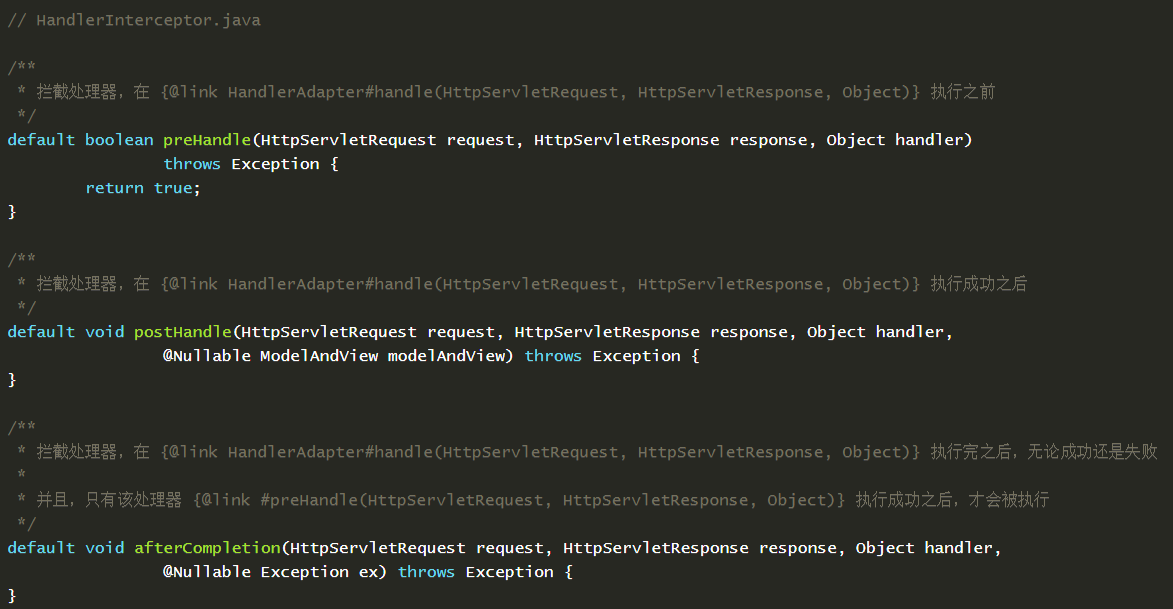 // HandlerInterceptor.java
/**
 * 拦截处理器，在 {@link HandlerAdapter#handle(HttpServletRequest, HttpServletResponse, Object)} 执行之前
 */
default boolean preHandle(HttpServletRequest request, HttpServletResponse response, Object handler)
                throws Exception {
        return true;
}
/**
 * 拦截处理器，在 {@link HandlerAdapter#handle(HttpServletRequest, HttpServletResponse, Object)} 执行成功之后
 */
default void postHandle(HttpServletRequest request, HttpServletResponse response, Object handler,
                @Nullable ModelAndView modelAndView) throws Exception {
}
/**
 * 拦截处理器，在 {@link HandlerAdapter#handle(HttpServletRequest, HttpServletResponse, Object)} 执行完之后，无论成功还是失败
 *
 * 并且，只有该处理器 {@link #preHandle(HttpServletRequest, HttpServletResponse, Object)} 执行成功之后，才会被执行
 */
default void afterCompletion(HttpServletRequest request, HttpServletResponse response, Object handler,
                @Nullable Exception ex) throws Exception {
}